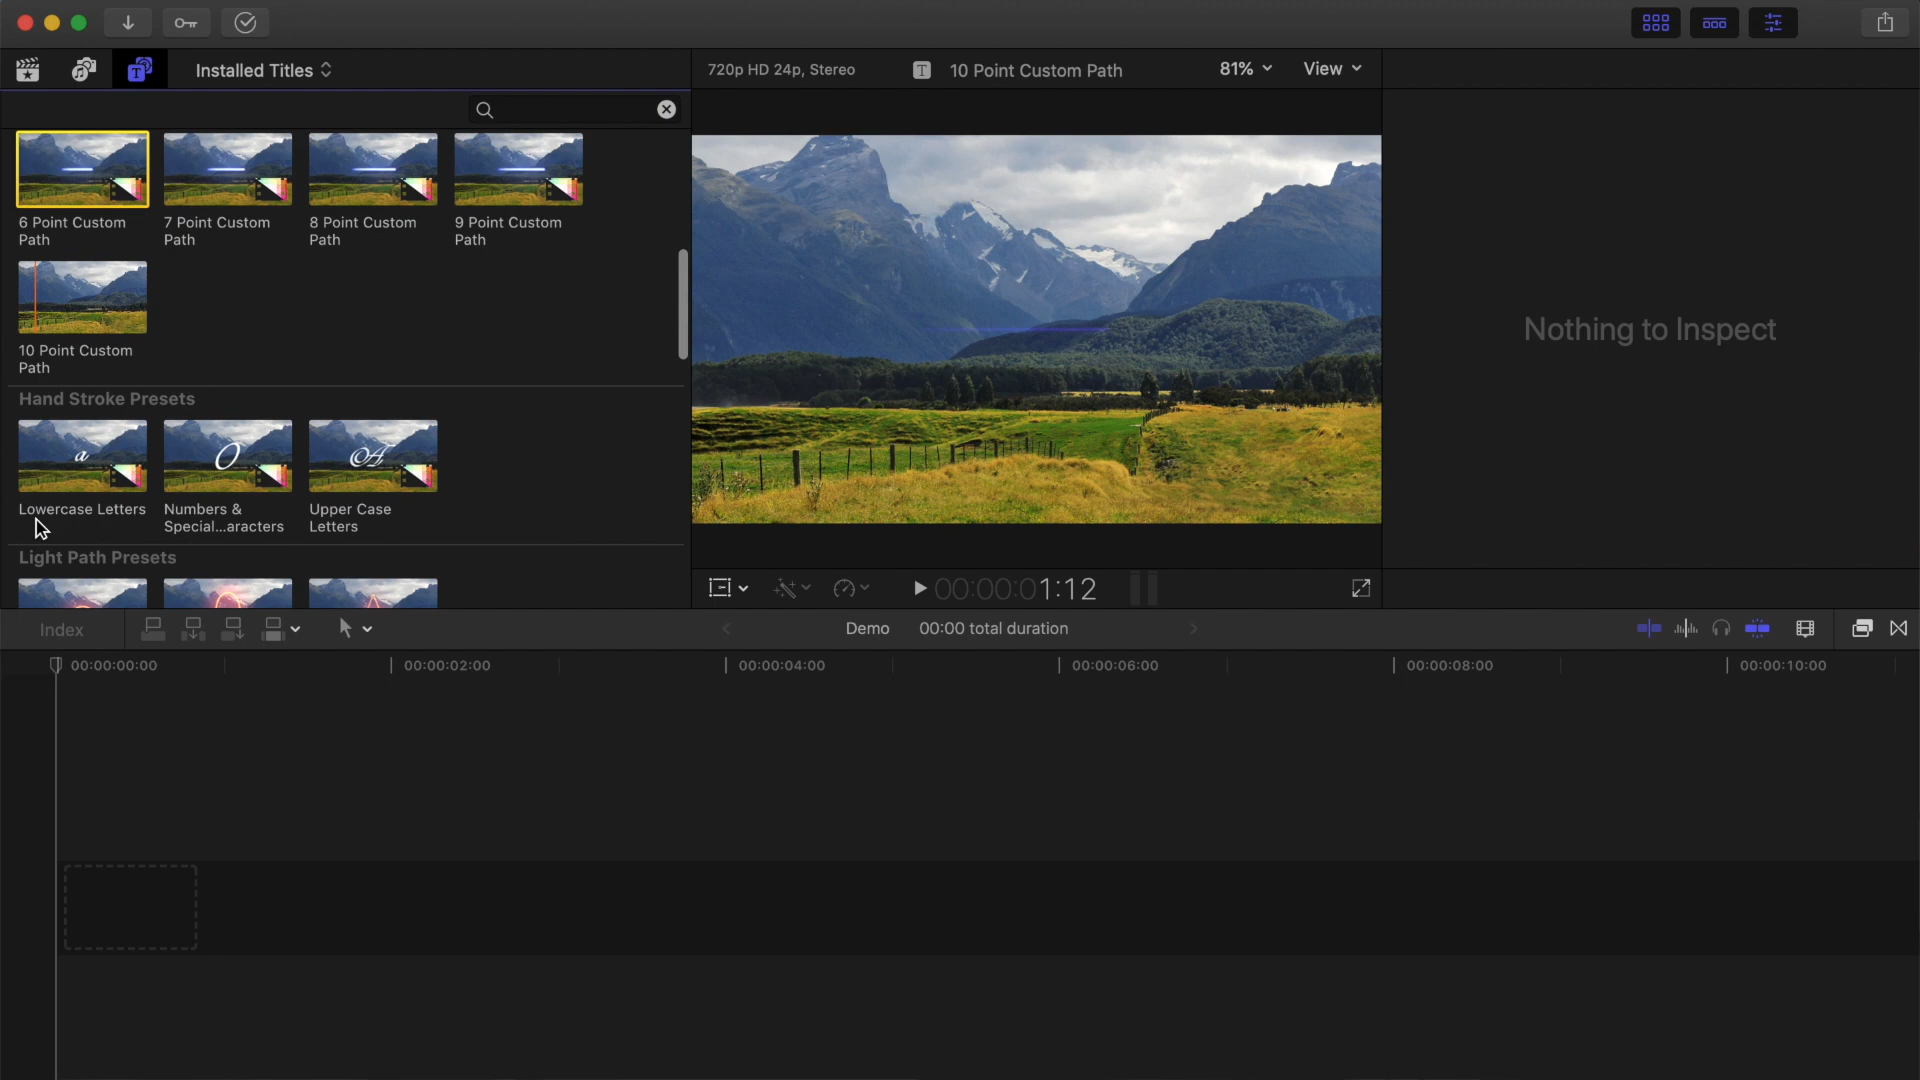 Installed Titles
720p HD 24p, Stereo
T 10 Point Custom Path
81%
View
6 Point Custom
Path
7 Point Custom
Path
8 Point Custom
Path
9 Point Custom
Path
10 Point Custom
Path
Nothing to Inspect
Hand Stroke Presets
a
O
A
Lowercase Letters
Numbers &
Special...aracters
Upper Case
Letters
Light Path Presets
00:00:01:12
Index
Demo
00:00 total duration
00:00:00:00
00:00:02:00
00:00:04:00
00:00:06:00
00:00:08:00
00:00:10:00